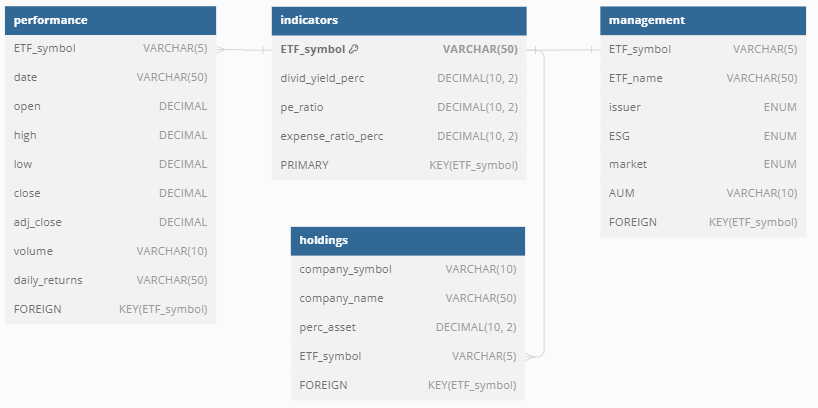 performance
ETF_symbol VARCHAR(5)
date VARCHAR(50)
open DECIMAL
high DECIMAL
low DECIMAL
close DECIMAL
adj_close DECIMAL
volume VARCHAR(10)
daily_returns VARCHAR(50)
FOREIGN KEY(ETF_symbol)
indicators
ETF_symbol VARCHAR(50)
divid_yield_perc DECIMAL(10, 2)
pe_ratio DECIMAL(10, 2)
expense_ratio_perc DECIMAL(10, 2)
PRIMARY KEY(ETF_symbol)
holdings
company_symbol VARCHAR(10)
company_name VARCHAR(50)
perc_asset DECIMAL(10, 2)
ETF_symbol VARCHAR(5)
FOREIGN KEY(ETF_symbol)
management
ETF_symbol VARCHAR(5)
ETF_name VARCHAR(50)
issuer ENUM
ESG ENUM
market ENUM
AUM VARCHAR(10)
FOREIGN KEY(ETF_symbol)